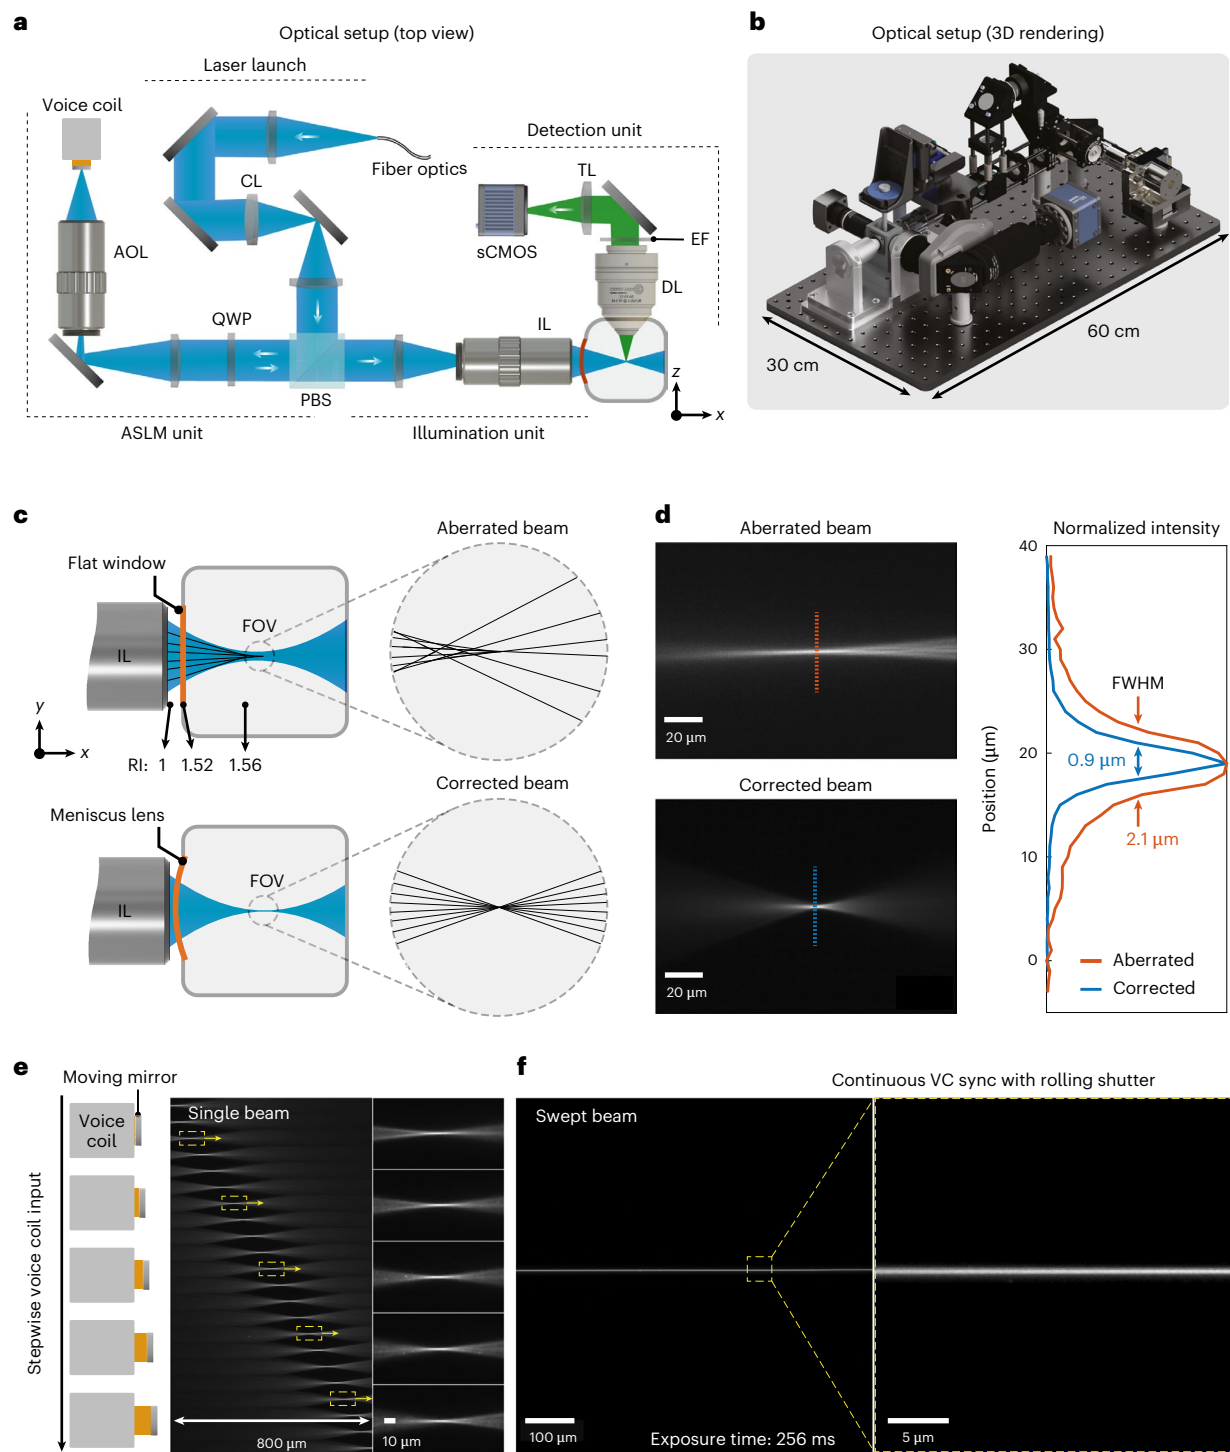 a
Optical setup (top view)
Laser launch
Voice coil
Fiber optics
Detection unit
CL
TL
AOL
sCMOS
EF
DL
QWP
IL
PBS
z
x
ASLM unit
Illumination unit
b
Optical setup (3D rendering)
30 cm
60 cm
c
Aberrated beam
Flat window
FOV
IL
y
x
RI: 1 1.52 1.56
Corrected beam
Meniscus lens
FOV
IL
d
Aberrated beam
20 µm
Corrected beam
20 µm
Normalized intensity
40
30
20
10
0
Position (µm)
FWHM
0.9 µm
2.1 µm
Aberrated
Corrected
e
Moving mirror
Voice
coil
Stepwise voice coil input
Single beam
800 µm
10 µm
f
Continuous VC sync with rolling shutter
Swept beam
100 µm
Exposure time: 256 ms
5 µm